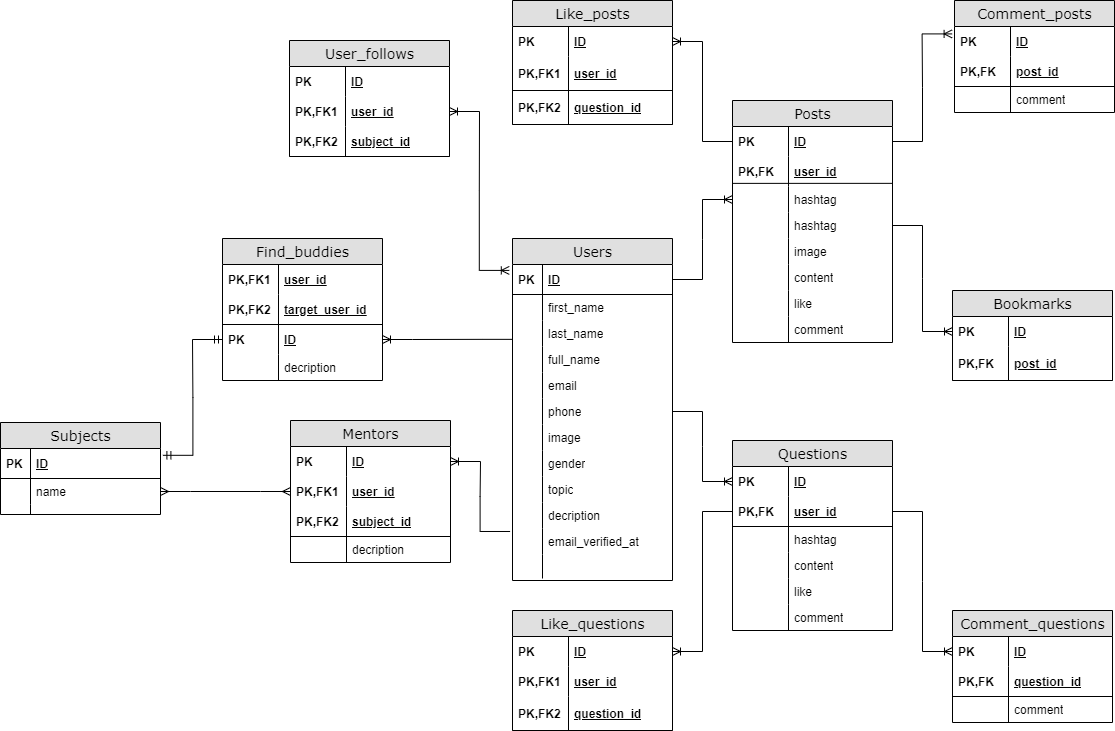 Like_posts
PK ID
PK,FK1 user_id
PK,FK2 question_id
Comment_posts
PK ID
PK,FK post_id
comment
User_follows
PK ID
PK,FK1 user_id
PK,FK2 subject_id
Posts
PK ID
PK,FK user_id
hashtag
hashtag
image
content
like
comment
Find_buddies
PK,FK1 user_id
PK,FK2 target_user_id
PK ID
decription
Users
PK ID
first_name
last_name
full_name
email
phone
image
gender
topic
decription
email_verified_at
Bookmarks
PK ID
PK,FK post_id
Subjects
PK ID
name
Mentors
PK ID
PK,FK1 user_id
PK,FK2 subject_id
decription
Questions
PK ID
PK,FK user_id
hashtag
content
like
comment
Like_questions
PK ID
PK,FK1 user_id
PK,FK2 question_id
Comment_questions
PK ID
PK,FK question_id
comment